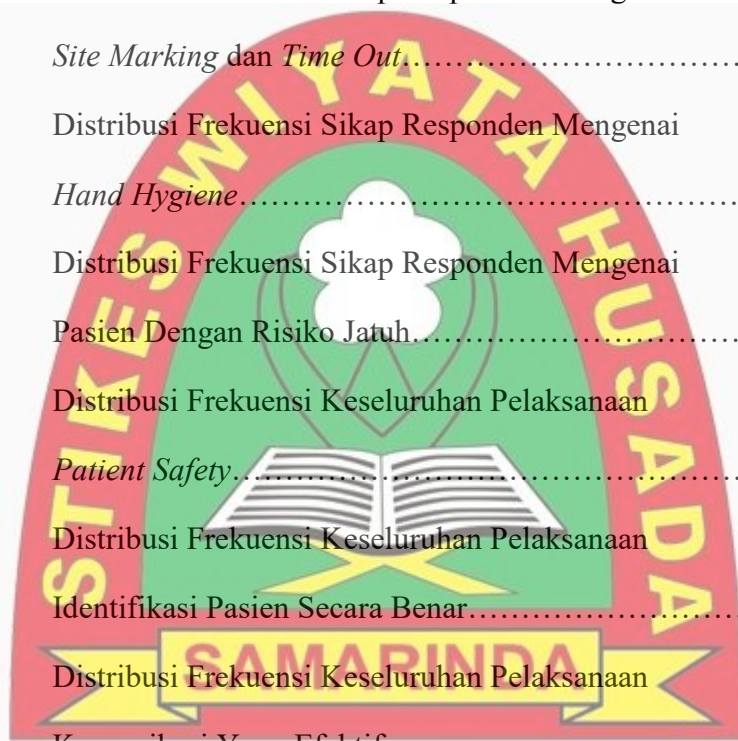 Site Marking dan Time Out……………………………
Distribusi Frekuensi Sikap Responden Mengenai
Hand Hygiene……………………………………………
Distribusi Frekuensi Sikap Responden Mengenai
Pasien Dengan Risiko Jatuh……………………………
Distribusi Frekuensi Keseluruhan Pelaksanaan
Patient Safety……………………………………………
Distribusi Frekuensi Keseluruhan Pelaksanaan
Identifikasi Pasien Secara Benar………………………
Distribusi Frekuensi Keseluruhan Pelaksanaan
STIKES WIYATA HUSADA
SAMARINDA